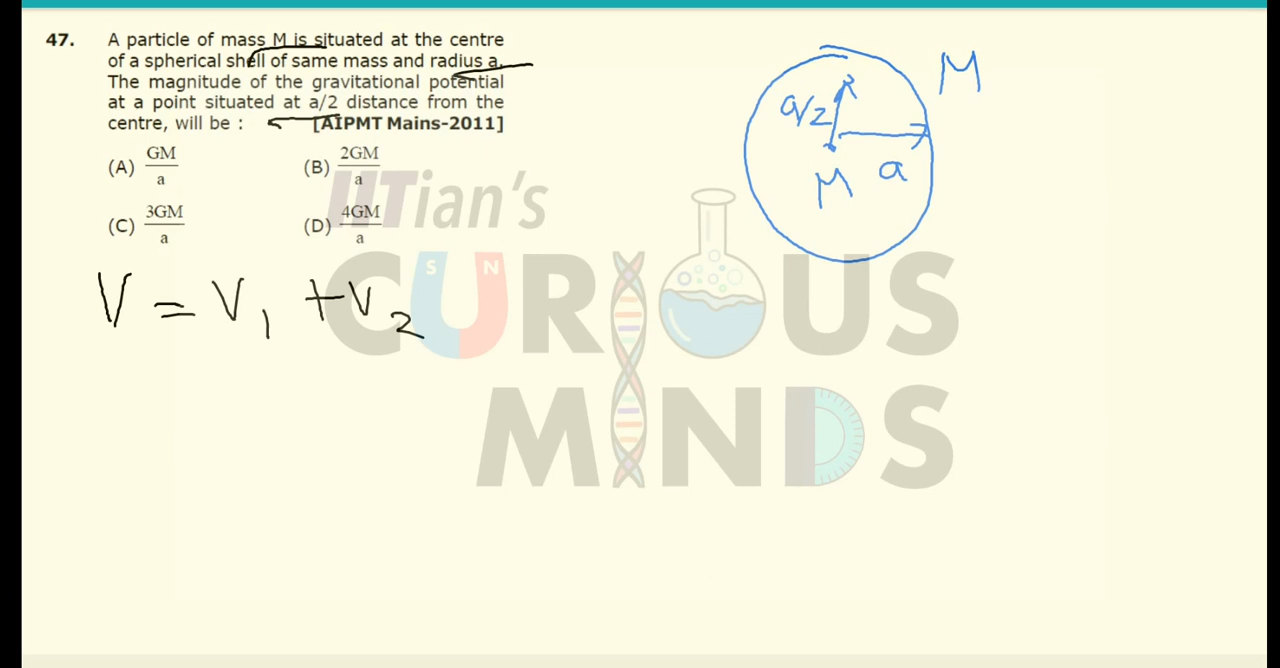 47. A particle of mass M is situated at the centre
of a spherical shell of same mass and radius a.
The magnitude of the gravitational potential
at a point situated at a/2 distance from the
centre, will be : [AIPMT Mains-2011]
(A) GM/a (B) 2GM/a
(C) 3GM/a (D) 4GM/a
V = V₁ + V₂
M
a/2
M a
IITian's
S N
CURIOUS
MINDS